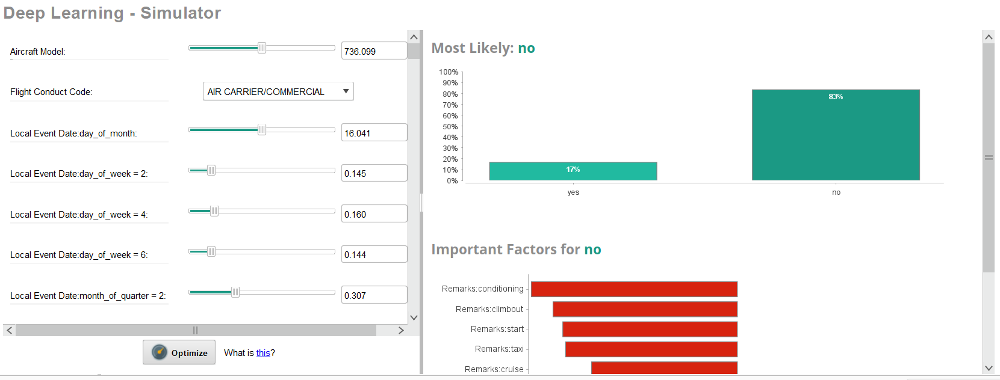 Deep Learning - Simulator
Aircraft Model:
736.099
Flight Conduct Code:
AIR CARRIER/COMMERCIAL
Local Event Date:day_of_month:
16.041
Local Event Date:day_of_week = 2:
0.145
Local Event Date:day_of_week = 4:
0.160
Local Event Date:day_of_week = 6:
0.144
Local Event Date:month_of_quarter = 2:
0.307
Optimize
What is this?
Most Likely: no
100%
90%
80%
70%
60%
50%
40%
30%
20%
10%
0%
17%
83%
yes
no
Important Factors for no
Remarks:conditioning
Remarks:climbout
Remarks:start
Remarks:taxi
Remarks:cruise